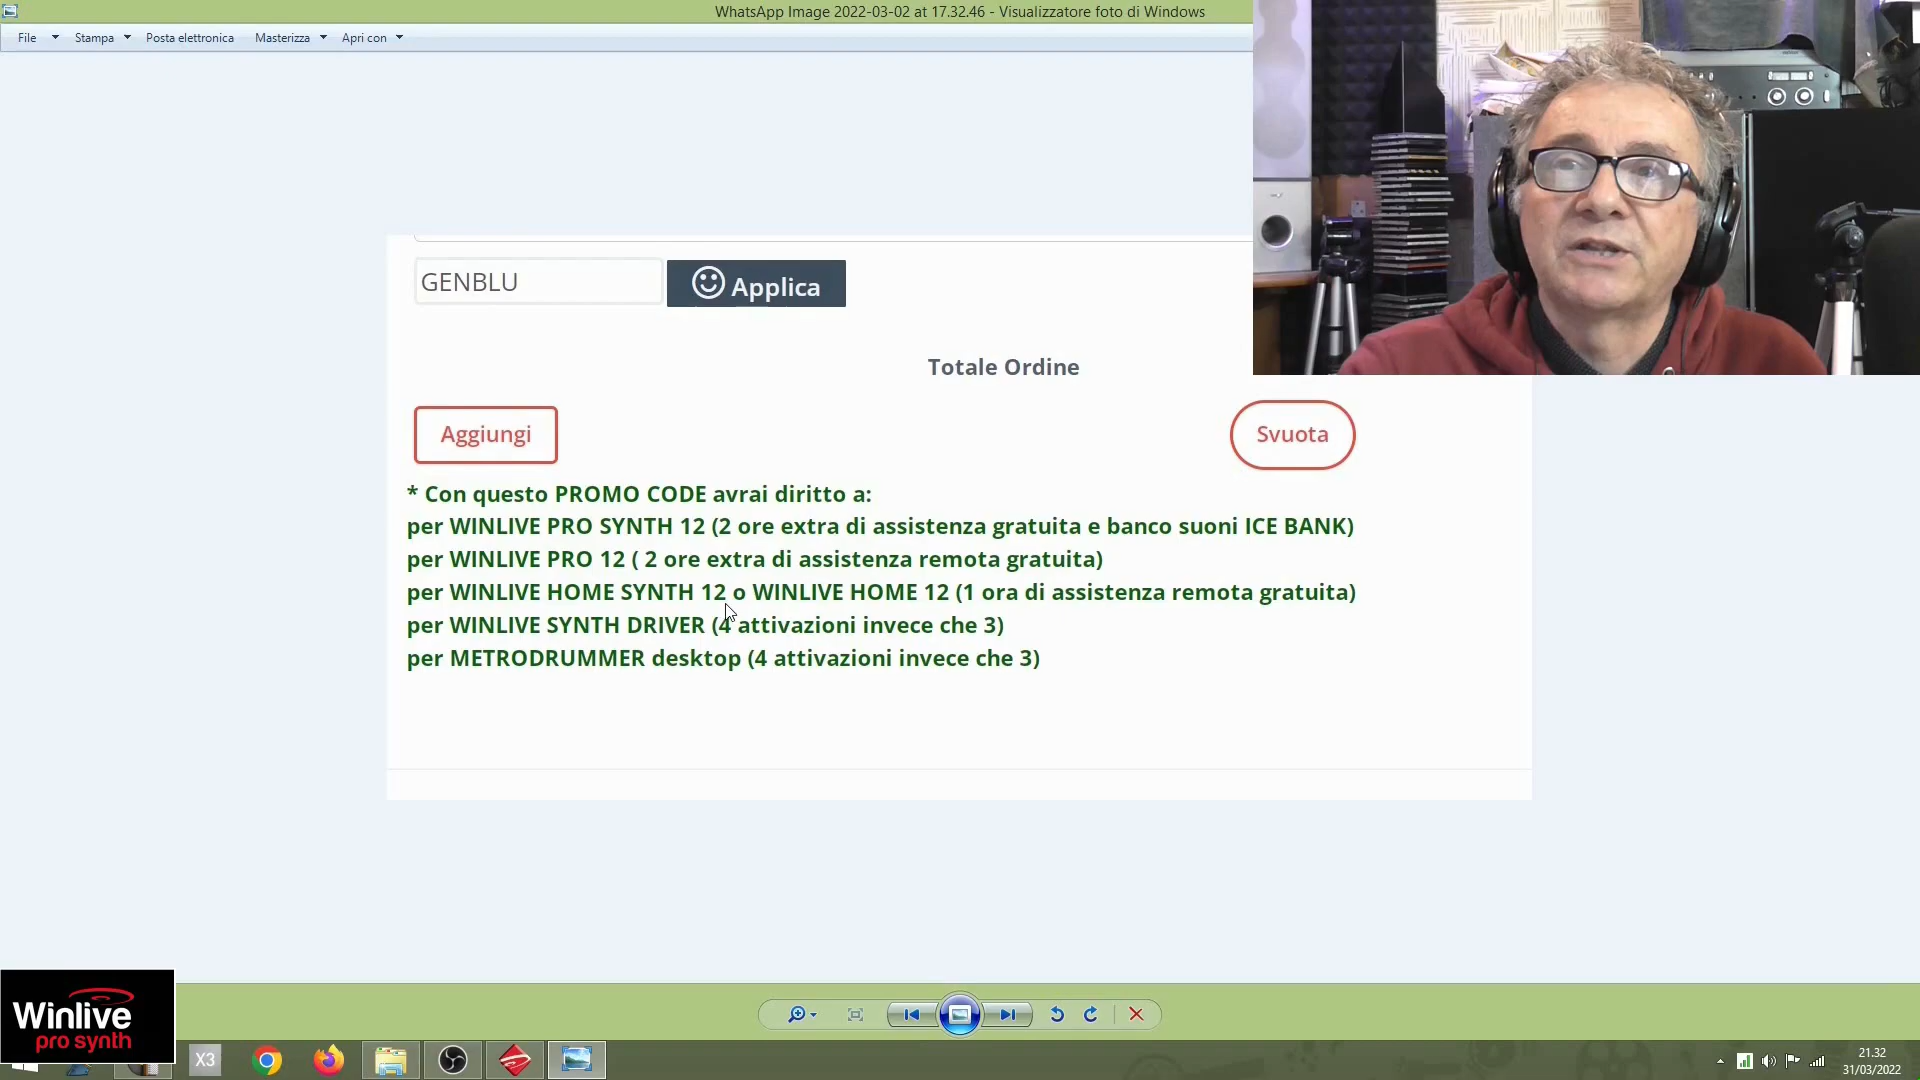 WhatsApp Image 2022-03-02 at 17.32.46 - Visualizzatore foto di Windows
File Stampa Posta elettronica Masterizza Apri con
GENBLU
Applica
Totale Ordine
Aggiungi
Svuota
* Con questo PROMO CODE avrai diritto a:
per WINLIVE PRO SYNTH 12 (2 ore extra di assistenza gratuita e banco suoni ICE BANK)
per WINLIVE PRO 12 ( 2 ore extra di assistenza remota gratuita)
per WINLIVE HOME SYNTH 12 o WINLIVE HOME 12 (1 ora di assistenza remota gratuita)
per WINLIVE SYNTH DRIVER (4 attivazioni invece che 3)
per METRODRUMMER desktop (4 attivazioni invece che 3)
Winlive
pro synth
X3
21.32
31/03/2022